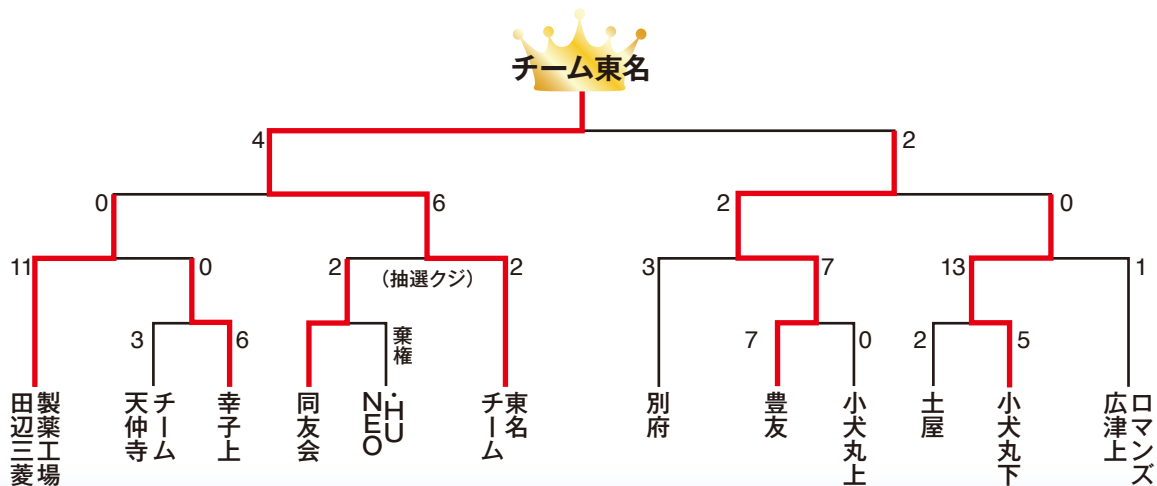 チーム東名
4
2
0
6
2
0
11
0
2
(抽選クジ)
2
3
7
13
1
3
6
棄権
7
0
2
5
田辺三菱
製薬工場
天仲寺
チーム
幸子上
同友会
NEO
・HU
チーム
東名
別府
豊友
小犬丸上
土屋
小犬丸下
広津上
ロマンズ